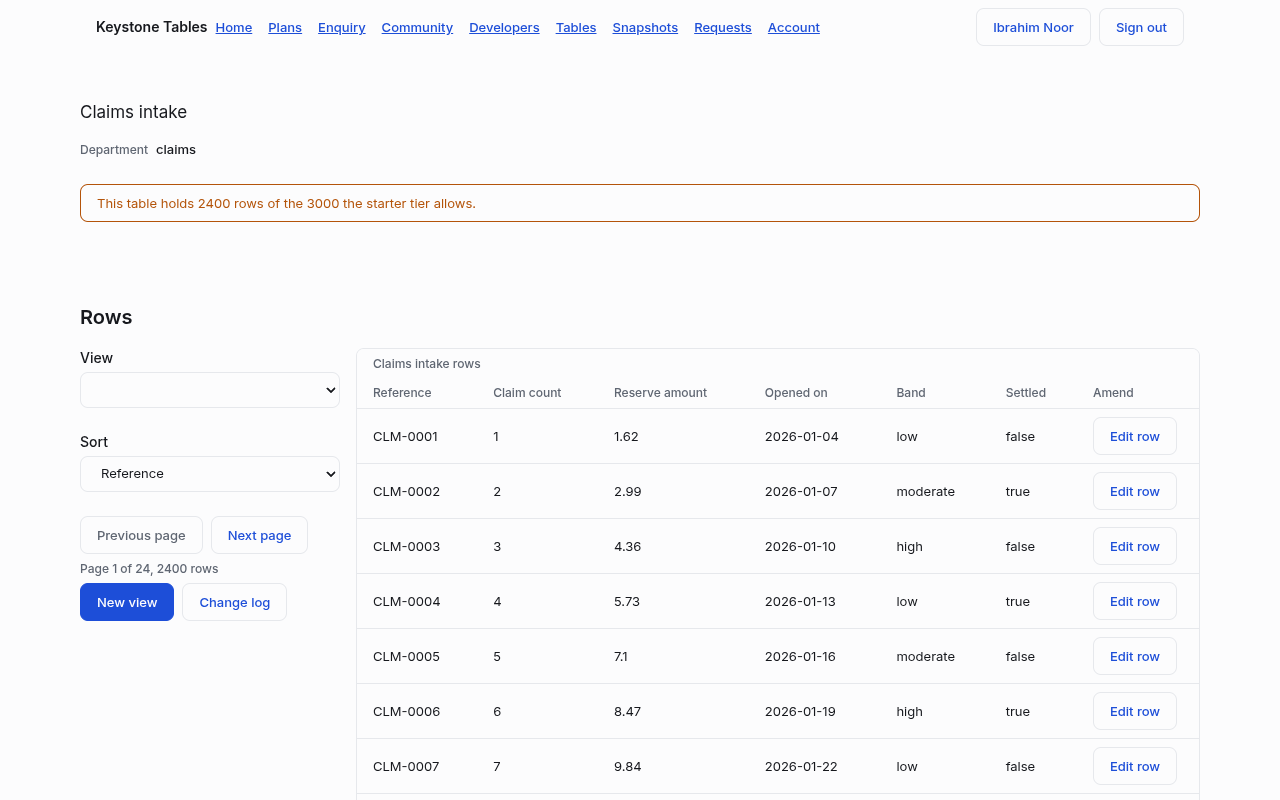 Keystone Tables Home Plans Enquiry Community Developers Tables Snapshots Requests Account Ibrahim Noor Sign out
Claims intake
Department claims
This table holds 2400 rows of the 3000 the starter tier allows.
Rows
View
Sort
Reference
Previous page Next page
Page 1 of 24, 2400 rows
New view Change log
Claims intake rows
Reference Claim count Reserve amount Opened on Band Settled Amend
CLM-0001 1 1.62 2026-01-04 low false Edit row
CLM-0002 2 2.99 2026-01-07 moderate true Edit row
CLM-0003 3 4.36 2026-01-10 high false Edit row
CLM-0004 4 5.73 2026-01-13 low true Edit row
CLM-0005 5 7.1 2026-01-16 moderate false Edit row
CLM-0006 6 8.47 2026-01-19 high true Edit row
CLM-0007 7 9.84 2026-01-22 low false Edit row